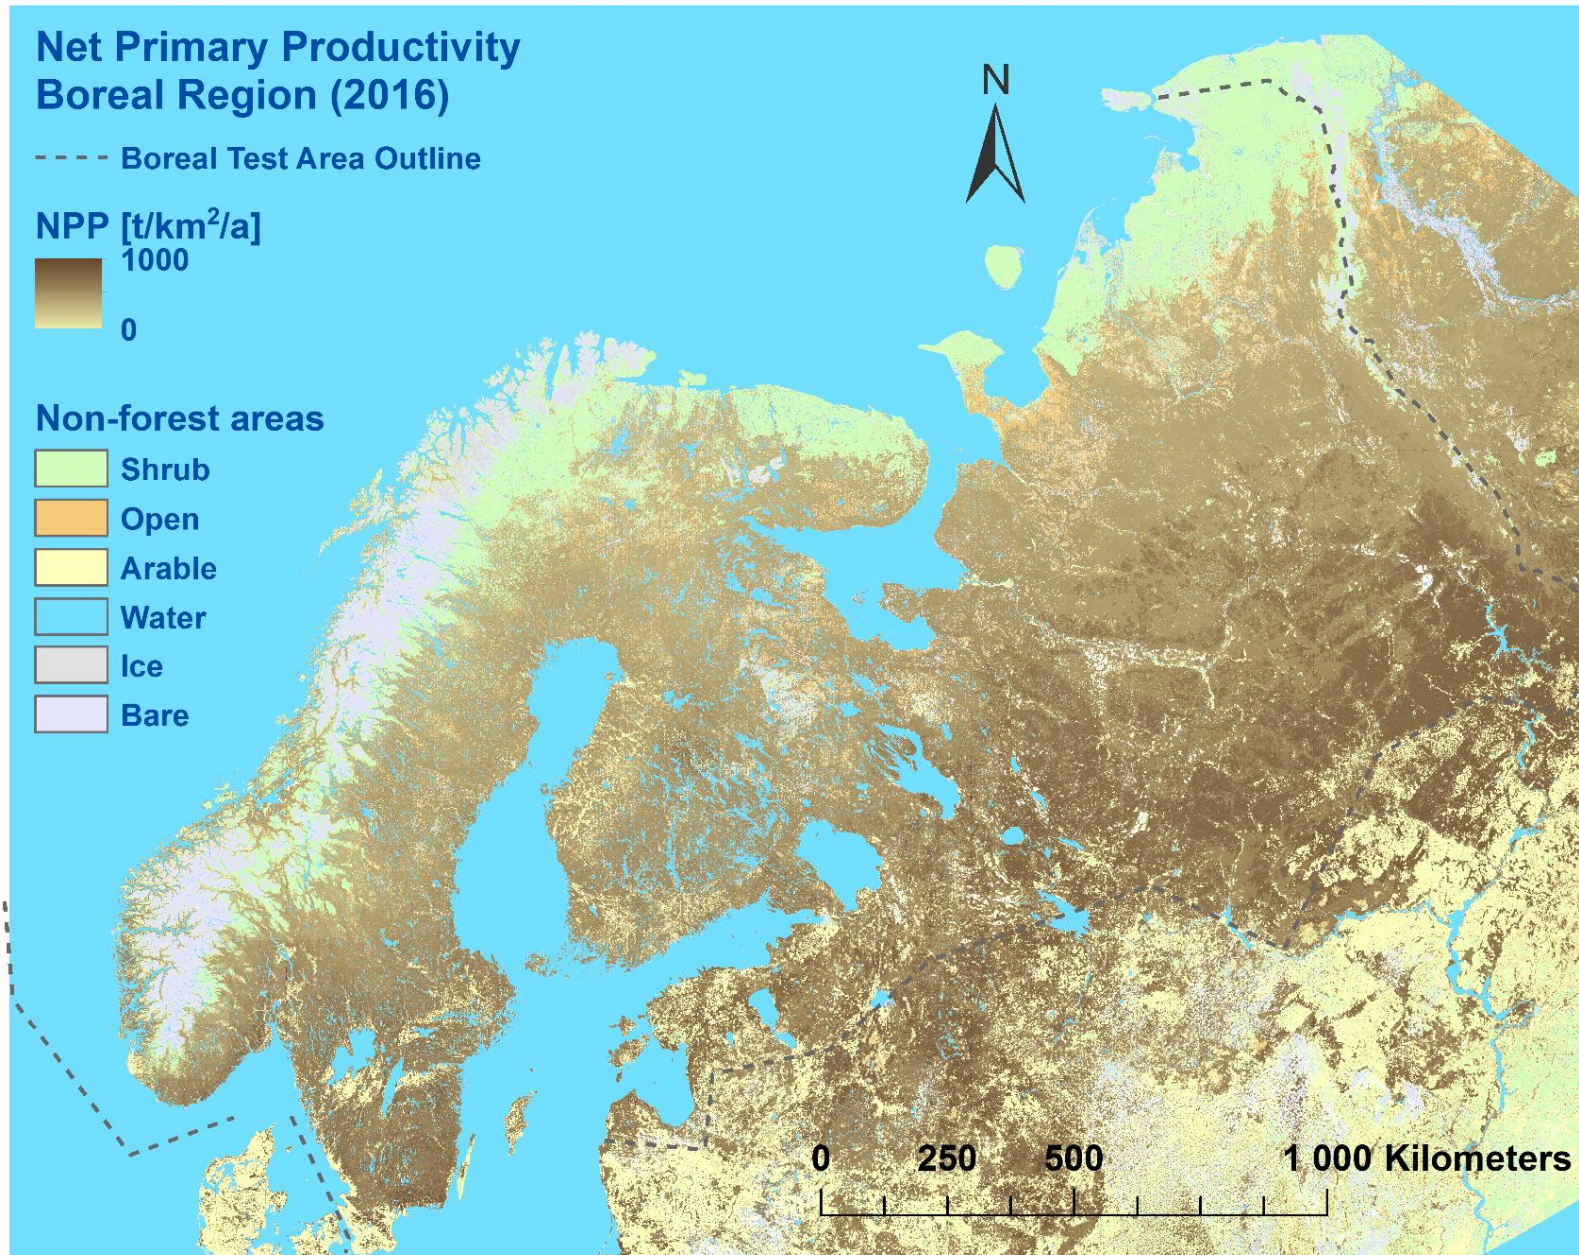 Net Primary Productivity
Boreal Region (2016)
Boreal Test Area Outline
NPP [t/km²/a]
1000
0
Non-forest areas
Shrub
Open
Arable
Water
Ice
Bare
N
0 250 500 1 000 Kilometers